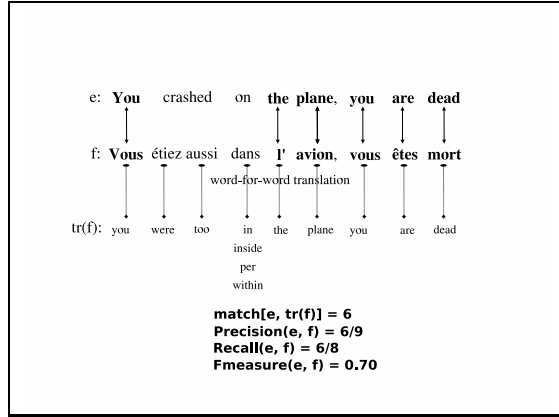 e: You crashed on the plane, you are dead
f: Vous étiez aussi dans l' avion, vous êtes mort
word-for-word translation
tr(f): you were too in the plane you are dead
inside
per
within
match[e, tr(f)] = 6
Precision(e, f) = 6/9
Recall(e, f) = 6/8
Fmeasure(e, f) = 0.70